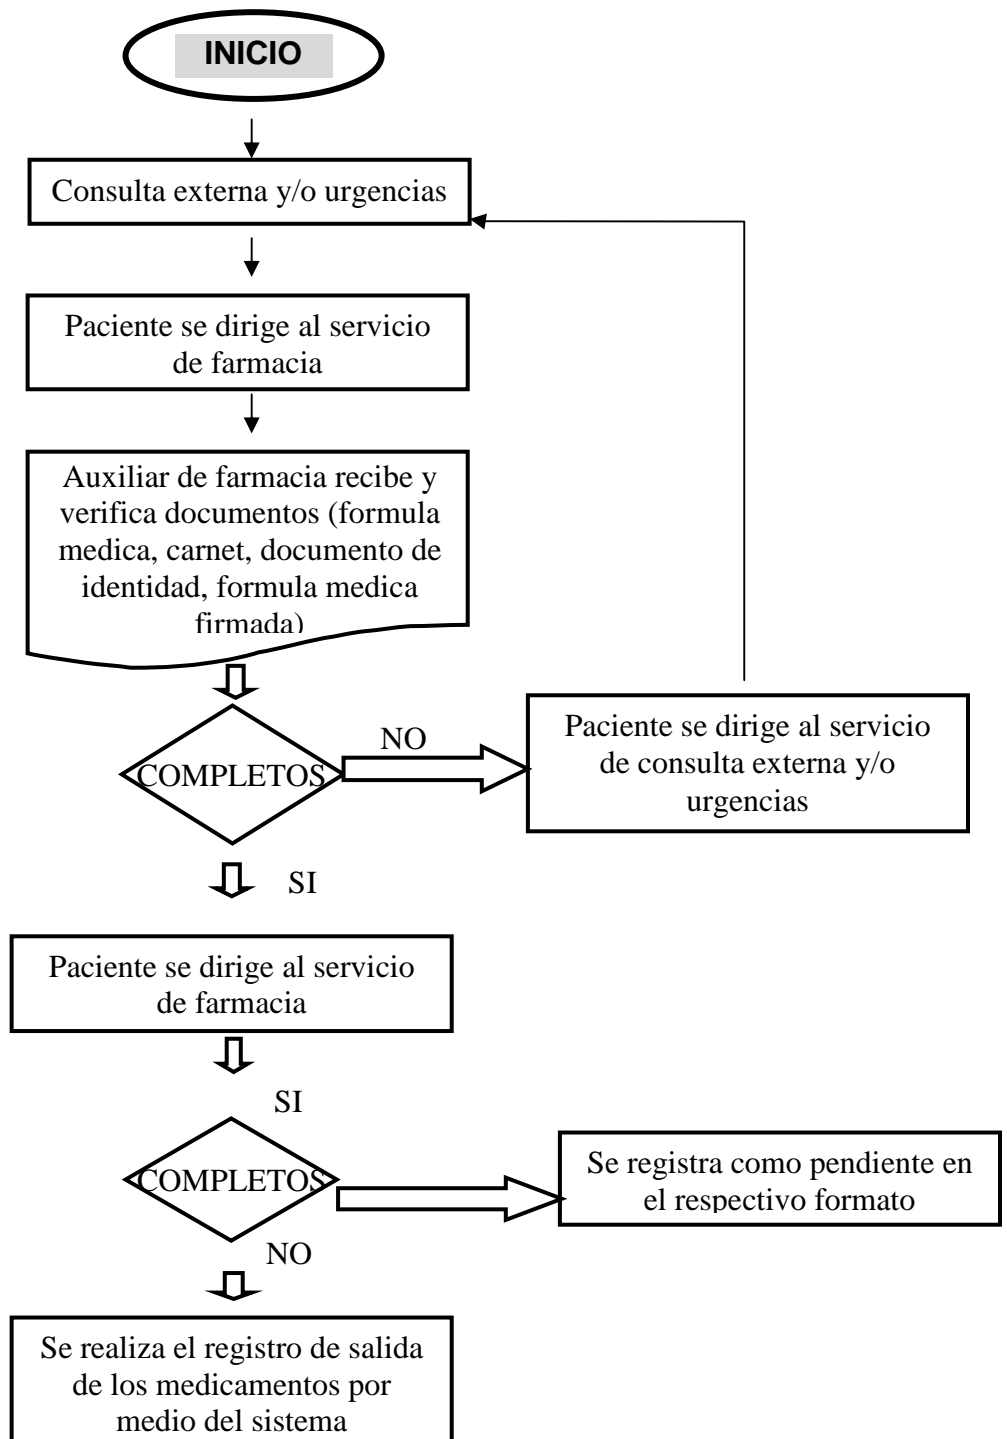 INICIO
Consulta externa y/o urgencias
Paciente se dirige al servicio
de farmacia
Auxiliar de farmacia recibe y
verifica documentos (formula
medica, carnet, documento de
identidad, formula medica
firmada)
COMPLETOS
NO
Paciente se dirige al servicio
de consulta externa y/o
urgencias
SI
Paciente se dirige al servicio
de farmacia
SI
COMPLETOS
Se registra como pendiente en
el respectivo formato
NO
Se realiza el registro de salida
de los medicamentos por
medio del sistema